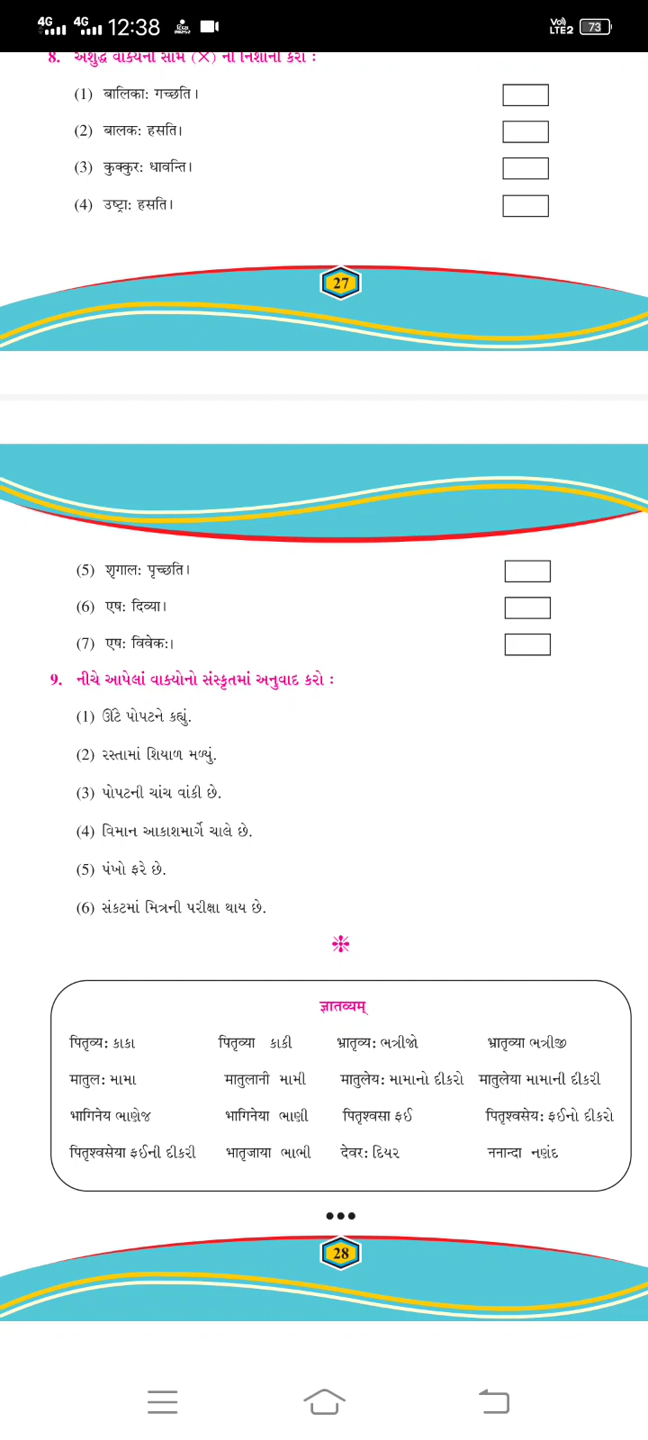 4G 4G 12:38 VoI) LTE2 73
8. અશુદ્ધ વાક્યની સામે (✕) ની નિશાની કરો :
(1) बालिका: गच्छति।
(2) बालक: हसति।
(3) कुक्कुर: धावन्ति।
(4) उष्ट्रा: हसति।
27
(5) शृगाल: पृच्छति।
(6) एष: दिव्या।
(7) एष: विवेक:।
9. નીચે આપેલાં વાક્યોનો સંસ્કૃતમાં અનુવાદ કરો :
(1) ઊંટે પોપટને કહ્યું.
(2) રસ્તામાં શિયાળ મળ્યું.
(3) પોપટની ચાંચ વાંકી છે.
(4) વિમાન આકાશમાર્ગે ચાલે છે.
(5) પંખો ફરે છે.
(6) સંકટમાં મિત્રની પરીક્ષા થાય છે.
ज्ञातव्यम्
पितृव्य: કાકા पितृव्या કાકી भ्रातृव्य: ભત્રીજો भ्रातृव्या ભત્રીજી
मातुल: મામા मातुलानी મામી मातुलेय: મામાનો દીકરો मातुलेया મામાની દીકરી
भागिनेय ભાણેજ भागिनेया ભાણી पितृश्वसा ફઈ पितृश्वसेय: ફઈનો દીકરો
पितृश्वसेया ફઈની દીકરી भातृजाया ભાભી देवर: દિયર ननान्दा નણંદ
28